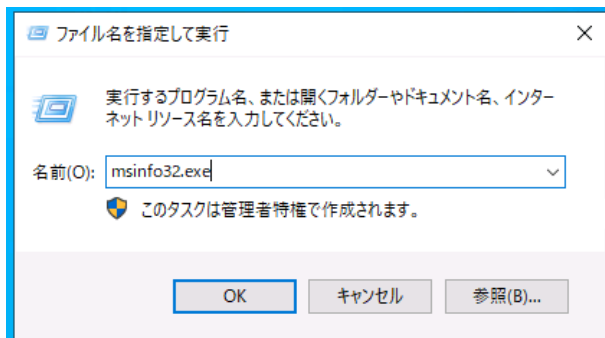 ファイル名を指定して実行
実行するプログラム名、または開くフォルダーやドキュメント名、インター
ネット リソース名を入力してください。
名前(O): msinfo32.exe
このタスクは管理者特権で作成されます。
OK キャンセル 参照(B)...